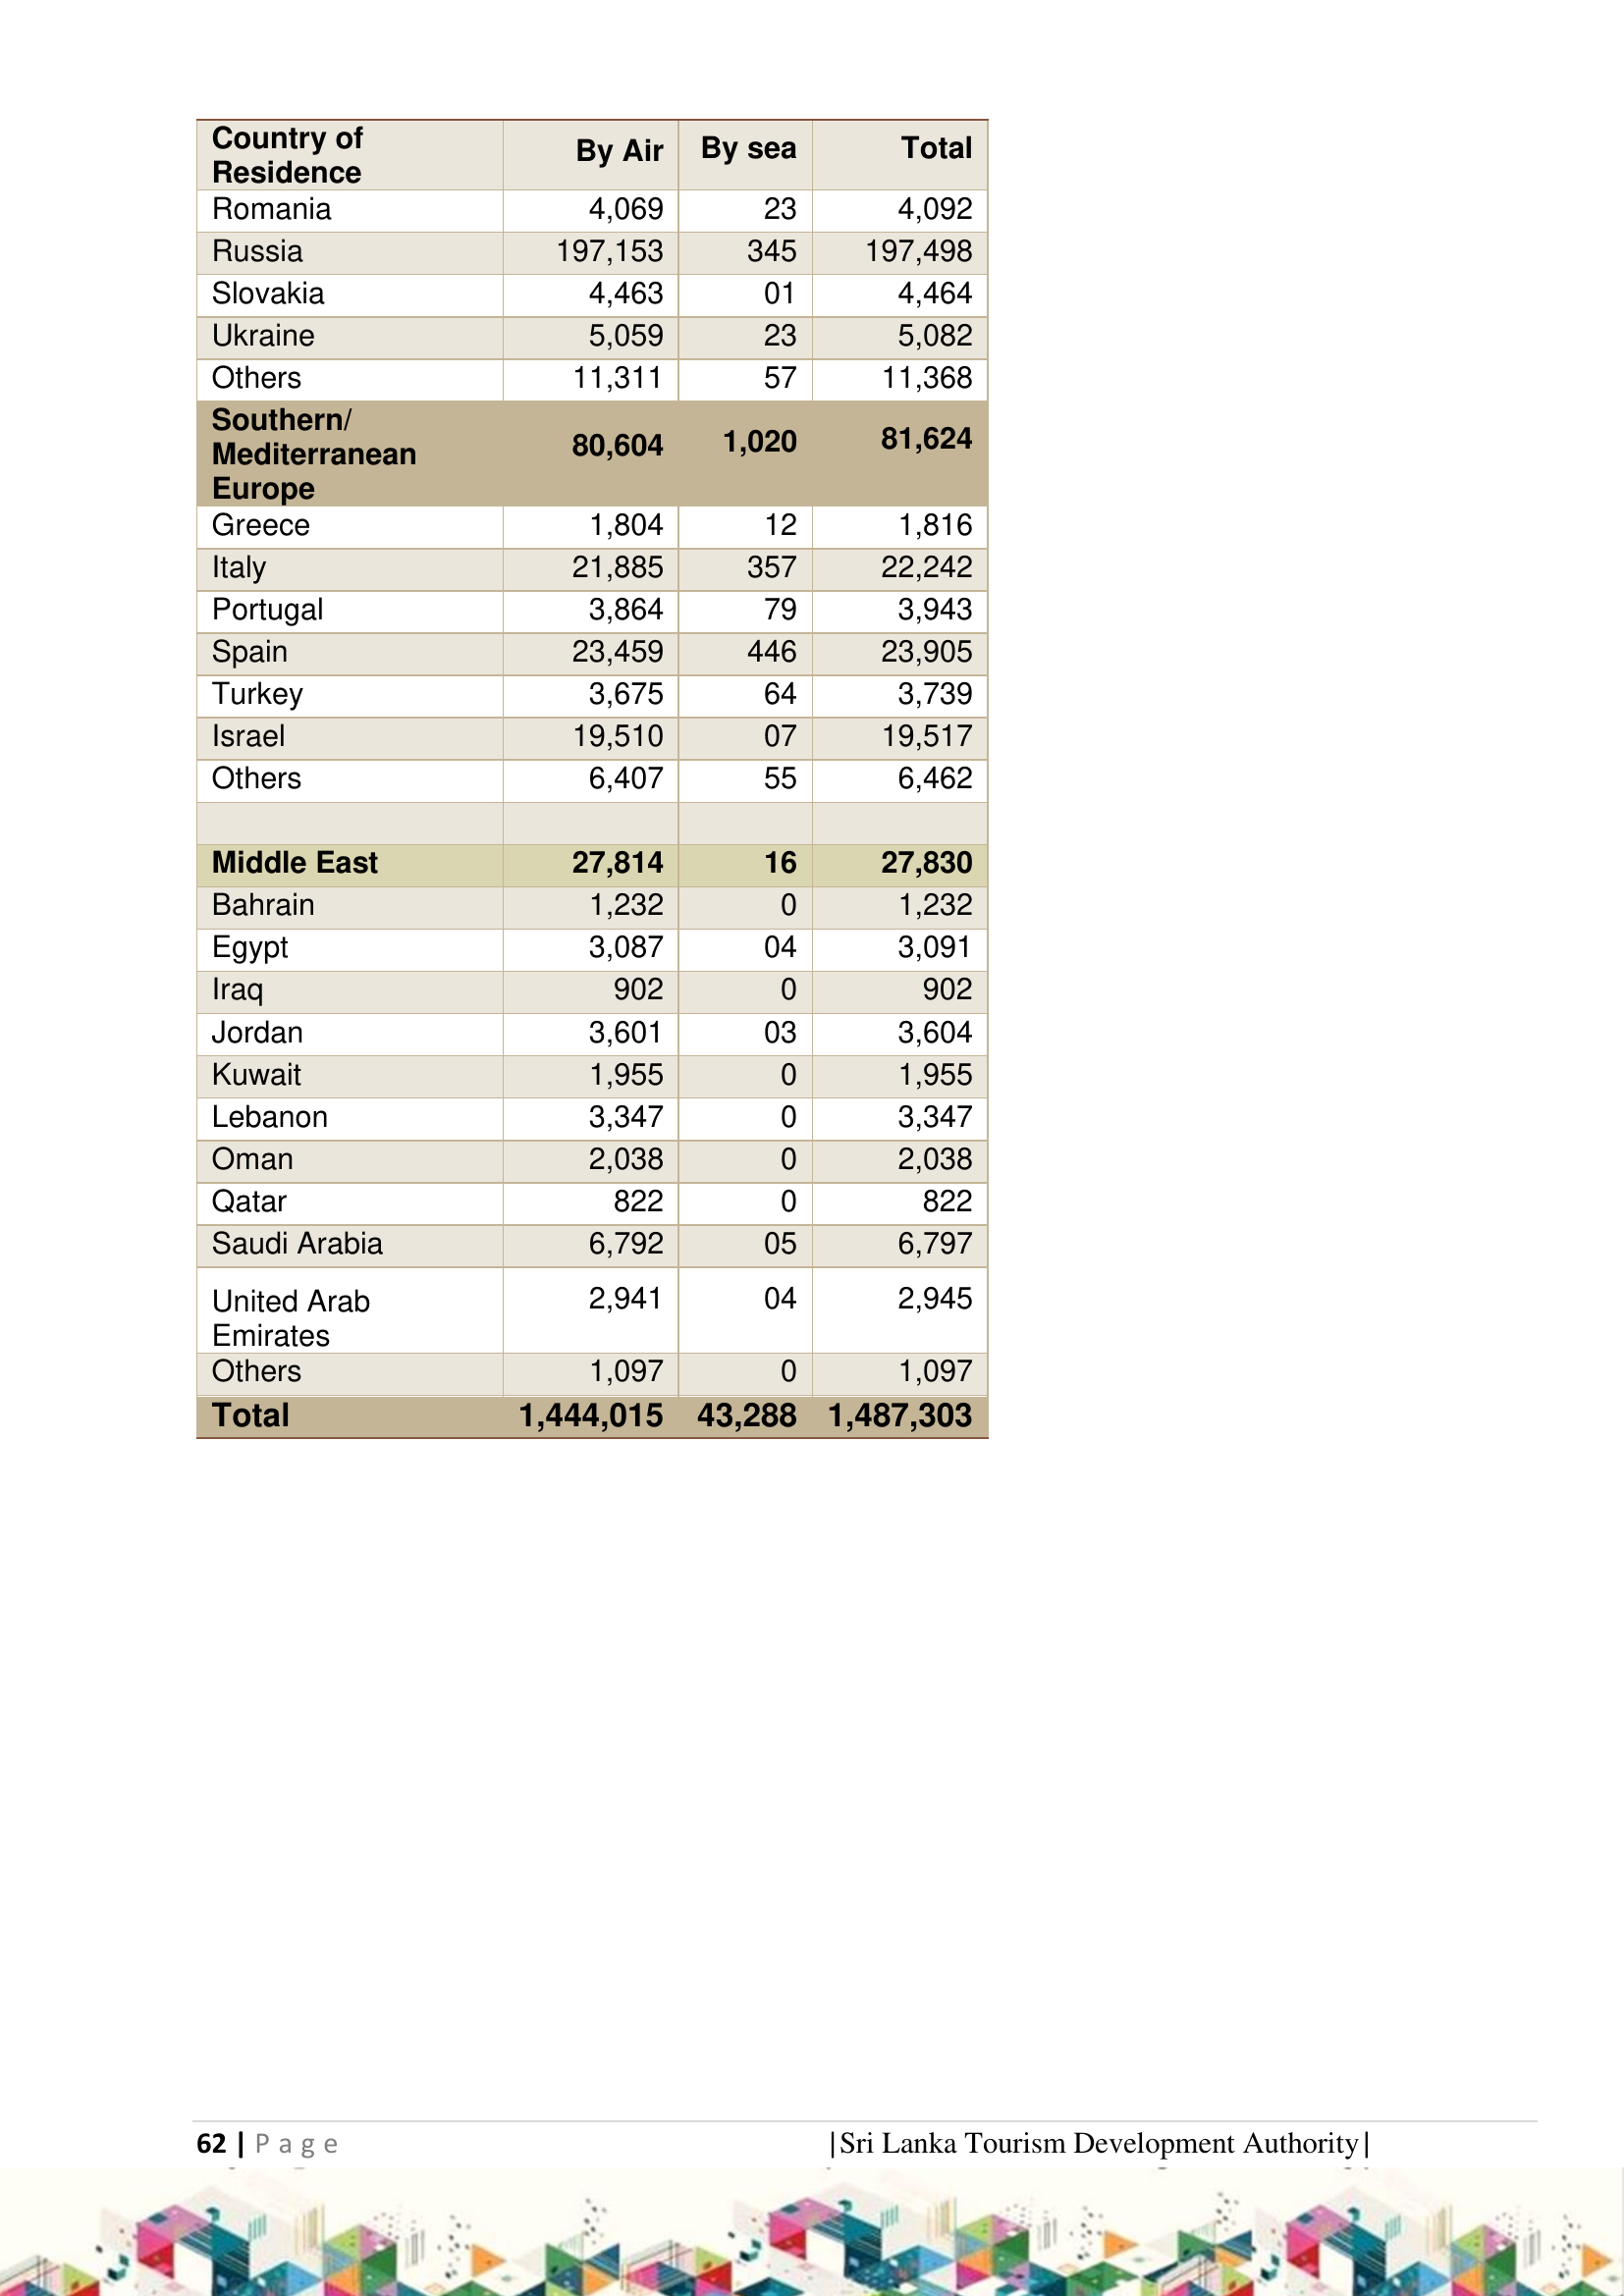 Country of Residence By Air By sea Total
Romania 4,069 23 4,092
Russia 197,153 345 197,498
Slovakia 4,463 01 4,464
Ukraine 5,059 23 5,082
Others 11,311 57 11,368
Southern/ Mediterranean Europe 80,604 1,020 81,624
Greece 1,804 12 1,816
Italy 21,885 357 22,242
Portugal 3,864 79 3,943
Spain 23,459 446 23,905
Turkey 3,675 64 3,739
Israel 19,510 07 19,517
Others 6,407 55 6,462
Middle East 27,814 16 27,830
Bahrain 1,232 0 1,232
Egypt 3,087 04 3,091
Iraq 902 0 902
Jordan 3,601 03 3,604
Kuwait 1,955 0 1,955
Lebanon 3,347 0 3,347
Oman 2,038 0 2,038
Qatar 822 0 822
Saudi Arabia 6,792 05 6,797
United Arab Emirates 2,941 04 2,945
Others 1,097 0 1,097
Total 1,444,015 43,288 1,487,303
62 | Page |Sri Lanka Tourism Development Authority|